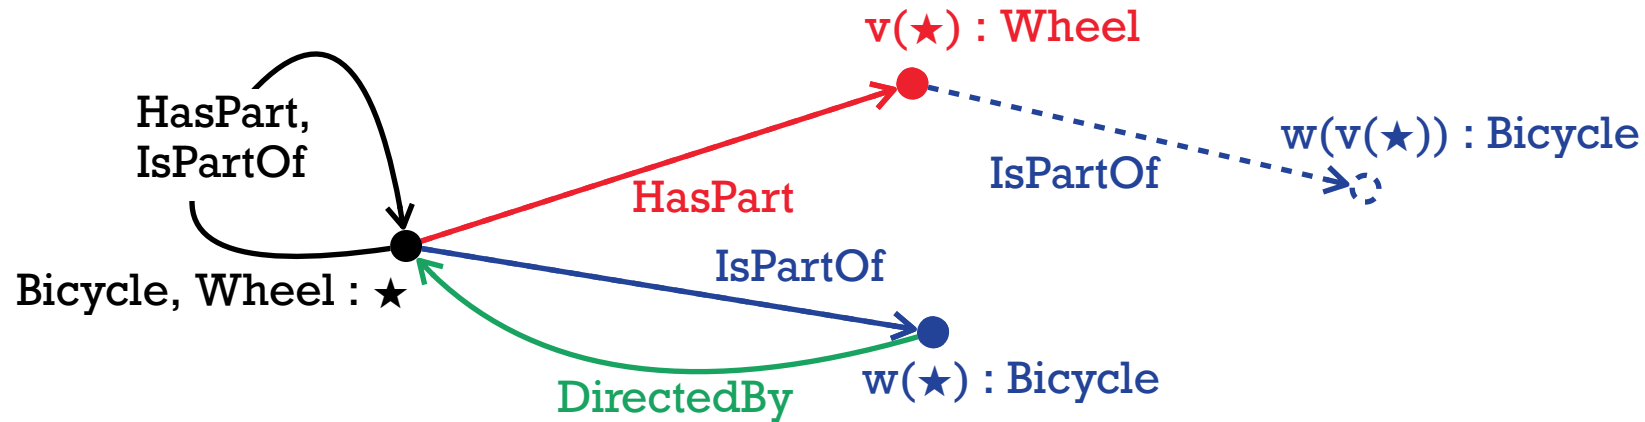 v(★) : Wheel
HasPart,
IsPartOf
w(v(★)) : Bicycle
IsPartOf
HasPart
IsPartOf
Bicycle, Wheel : ★
w(★) : Bicycle
DirectedBy